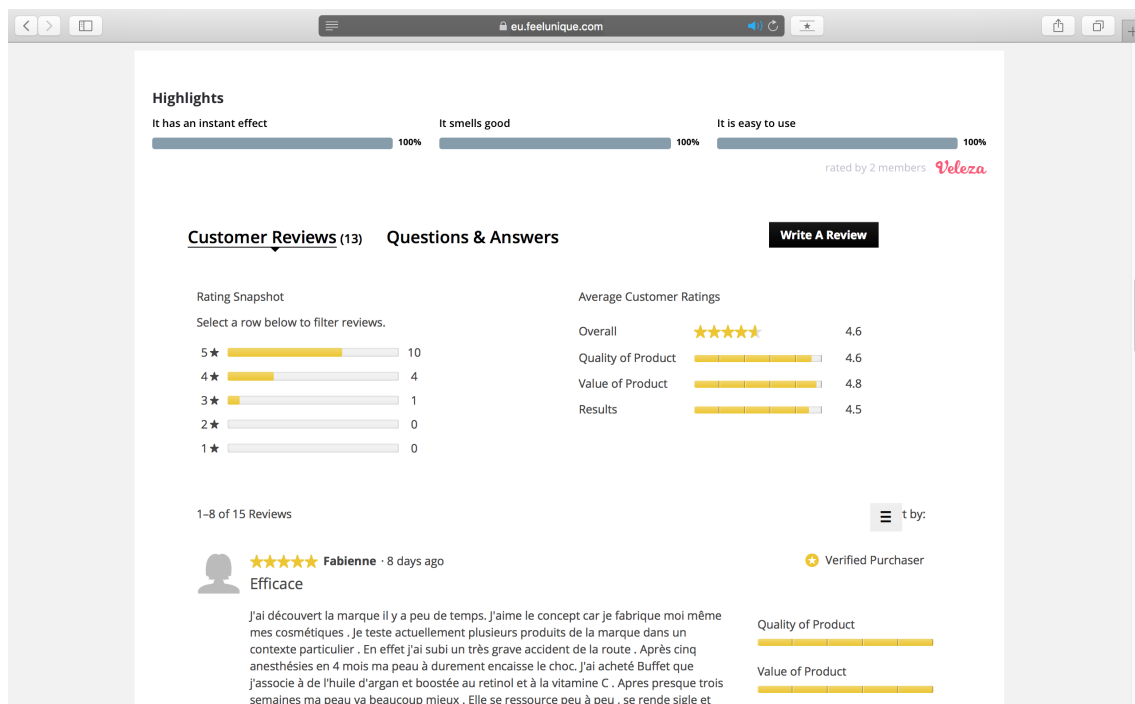 eu.feelunique.com
Highlights
It has an instant effect
100%
It smells good
100%
It is easy to use
100%
rated by 2 members Veleza
Customer Reviews (13)
Questions & Answers
Write A Review
Rating Snapshot
Select a row below to filter reviews.
5★ 10
4★ 4
3★ 1
2★ 0
1★ 0
Average Customer Ratings
Overall 4.6
Quality of Product 4.6
Value of Product 4.8
Results 4.5
1–8 of 15 Reviews
t by:
Fabienne · 8 days ago
Verified Purchaser
Efficace
J'ai découvert la marque il y a peu de temps. J'aime le concept car je fabrique moi même
mes cosmétiques . Je teste actuellement plusieurs produits de la marque dans un
contexte particulier . En effet j'ai subi un très grave accident de la route . Après cinq
anesthésies en 4 mois ma peau à durement encaisse le choc. J'ai acheté Buffet que
j'associe à de l'huile d'argan et boostée au retinol et à la vitamine C . Apres presque trois
semaines ma peau va beaucoup mieux . Elle se ressource peu à peu , se rende sigle et
Quality of Product
Value of Product